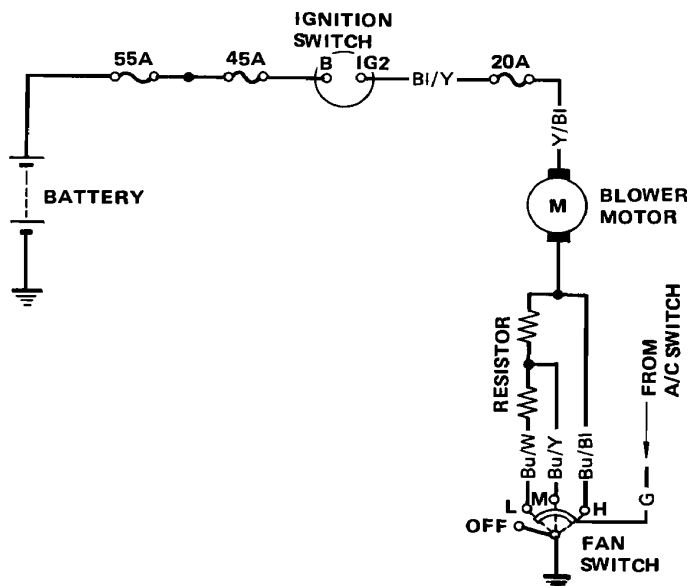 IGNITION
SWITCH
55A
45A
B
IG2
Bl/Y
20A
Y/Bl
BATTERY
M
BLOWER
MOTOR
RESISTOR
FROM
A/C SWITCH
Bu/W
Bu/Y
Bu/Bl
G
L
M
H
OFF
FAN
SWITCH